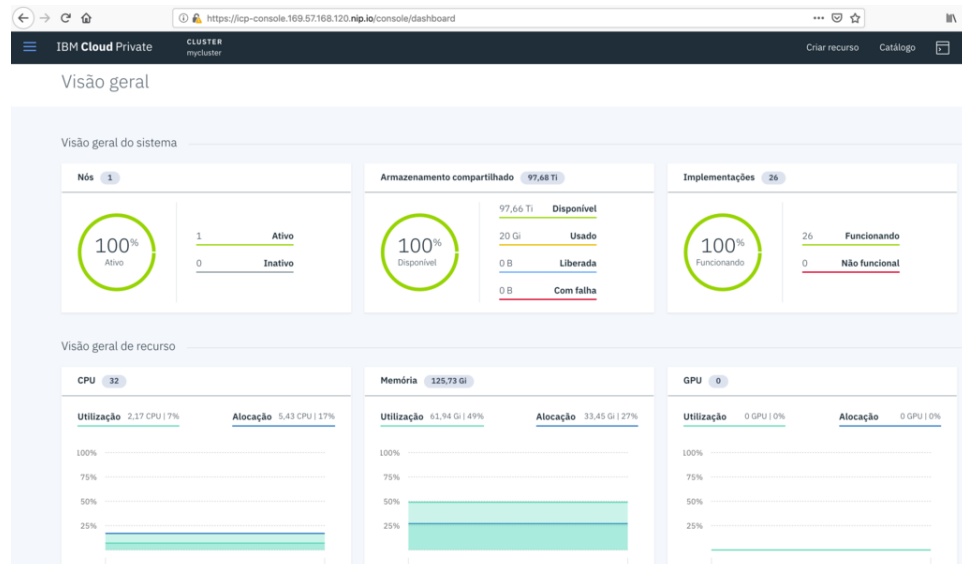 https://icp-console.169.57.168.120.nip.io/console/dashboard
IBM Cloud Private
CLUSTER
mycluster
Criar recurso
Catálogo
Visão geral
Visão geral do sistema
Nós 1
100%
Ativo
1 Ativo
0 Inativo
Armazenamento compartilhado 97,68 Ti
100%
Disponível
97,66 Ti Disponível
20 Gi Usado
0 B Liberada
0 B Com falha
Implementações 26
100%
Funcionando
26 Funcionando
0 Não funcional
Visão geral de recurso
CPU 32
Utilização 2,17 CPU | 7%
Alocação 5,43 CPU | 17%
100%
75%
50%
25%
Memória 125,73 Gi
Utilização 61,94 Gi | 49%
Alocação 33,45 Gi | 27%
100%
75%
50%
25%
GPU 0
Utilização 0 GPU | 0%
Alocação 0 GPU | 0%
100%
75%
50%
25%